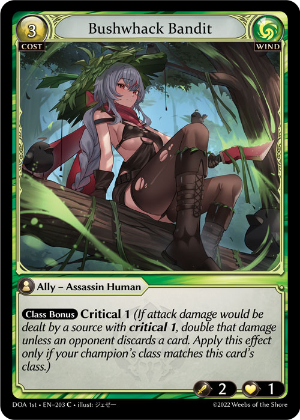 3
Bushwhack Bandit
COST
WIND
Ally – Assassin Human
Class Bonus Critical 1 (If attack damage would
be dealt by a source with critical 1, double that damage
unless an opponent discards a card. Apply this effect
only if your champion's class matches this card's
class.)
2
1
DOA 1st • EN-203 C • illust: ジェゼー
©2022 Weebs of the Shore